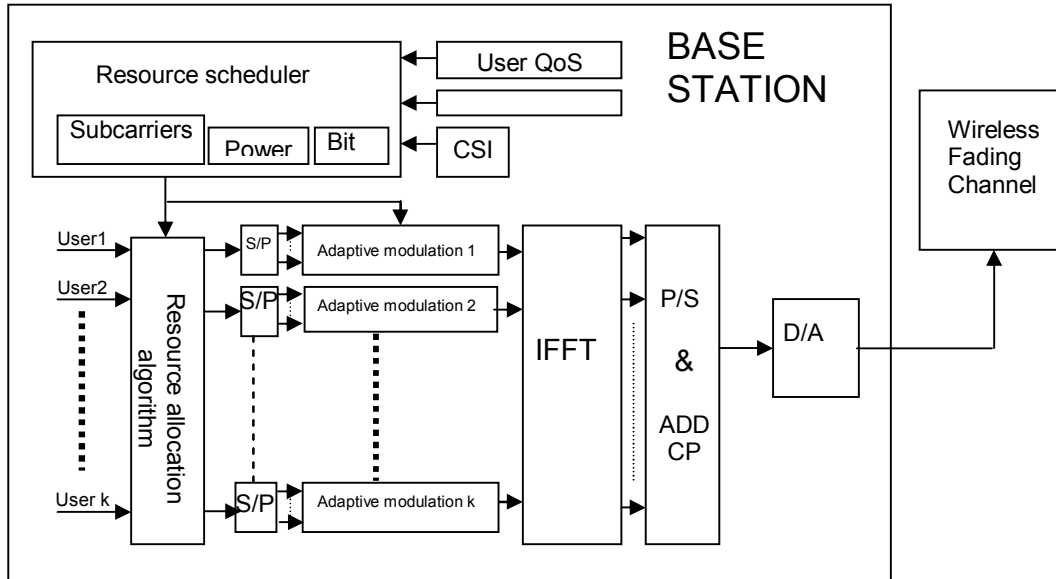 BASE
STATION
Resource scheduler
Subcarriers
Power
Bit
User QoS
CSI
Wireless
Fading
Channel
User1
User2
User k
Resource allocation
algorithm
S/P
S/P
S/P
Adaptive modulation 1
Adaptive modulation 2
Adaptive modulation k
IFFT
P/S
&
ADD
CP
D/A